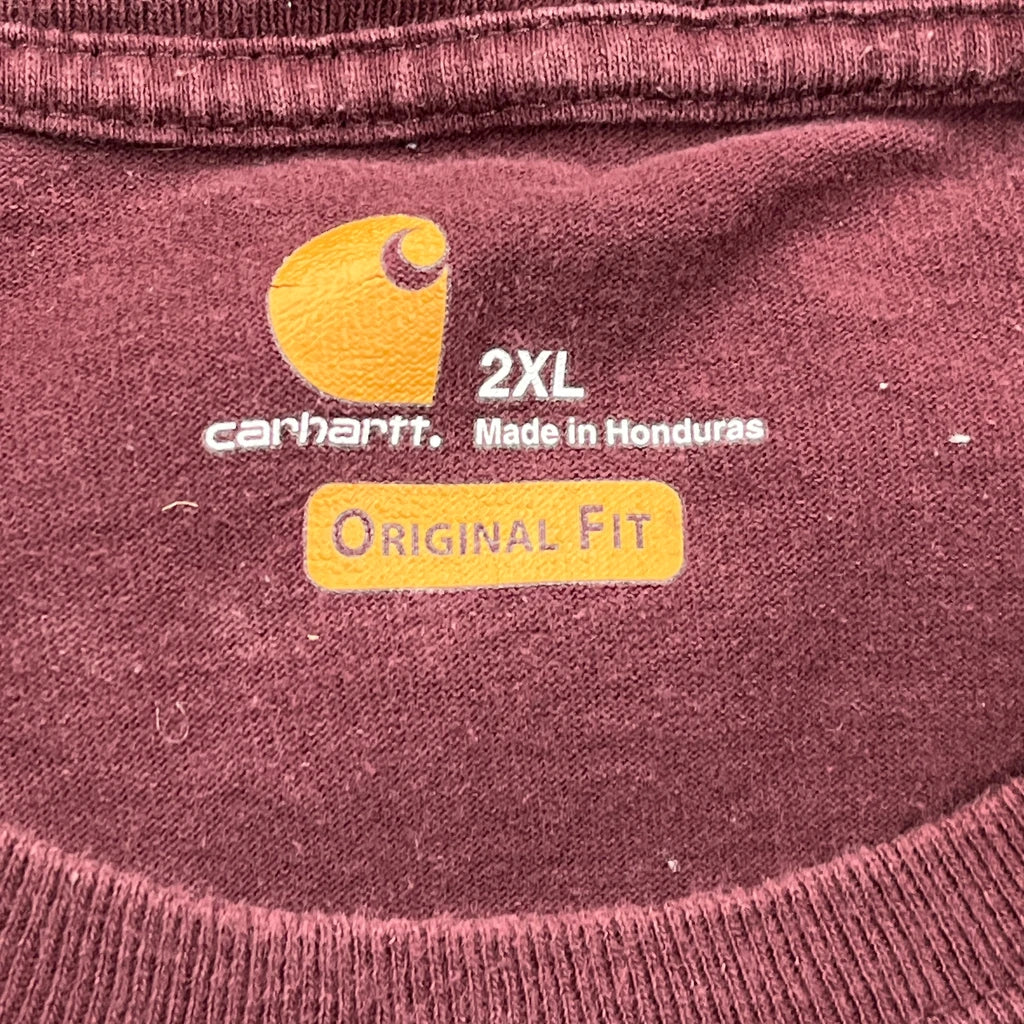 2XL
carhartt.
Made in Honduras
ORIGINAL FIT